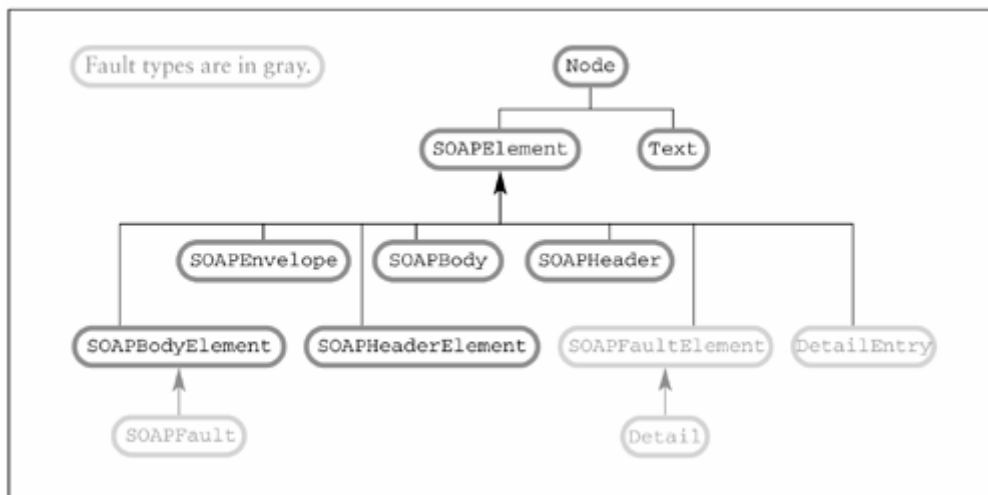 Fault types are in gray.
Node
SOAPElement
Text
SOAPEnvelope
SOAPBody
SOAPHeader
SOAPBodyElement
SOAPHeaderElement
SOAPFaultElement
DetailEntry
SOAPFault
Detail